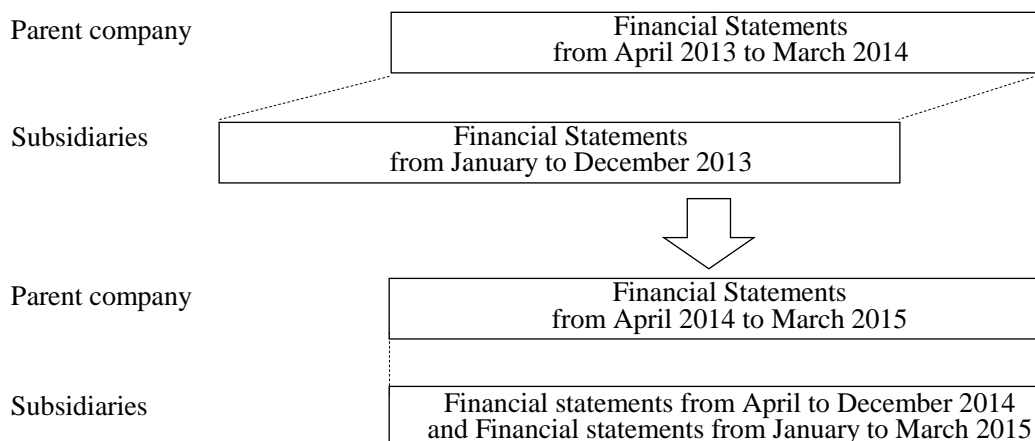 Parent company
Financial Statements
from April 2013 to March 2014
Subsidiaries
Financial Statements
from January to December 2013
Parent company
Financial Statements
from April 2014 to March 2015
Subsidiaries
Financial statements from April to December 2014
and Financial statements from January to March 2015